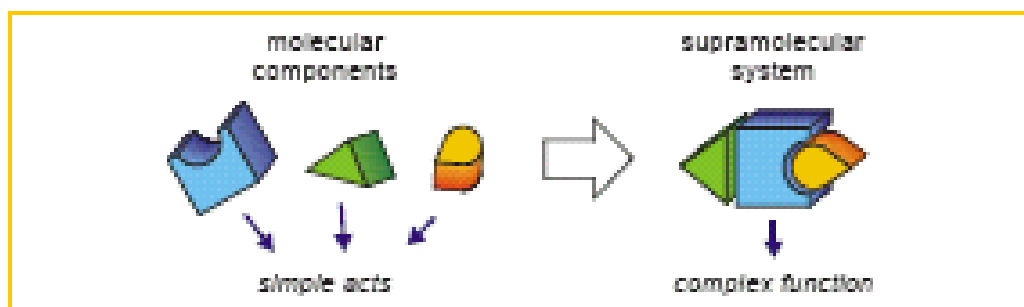 molecular
components
supramolecular
system
simple acts
complex function